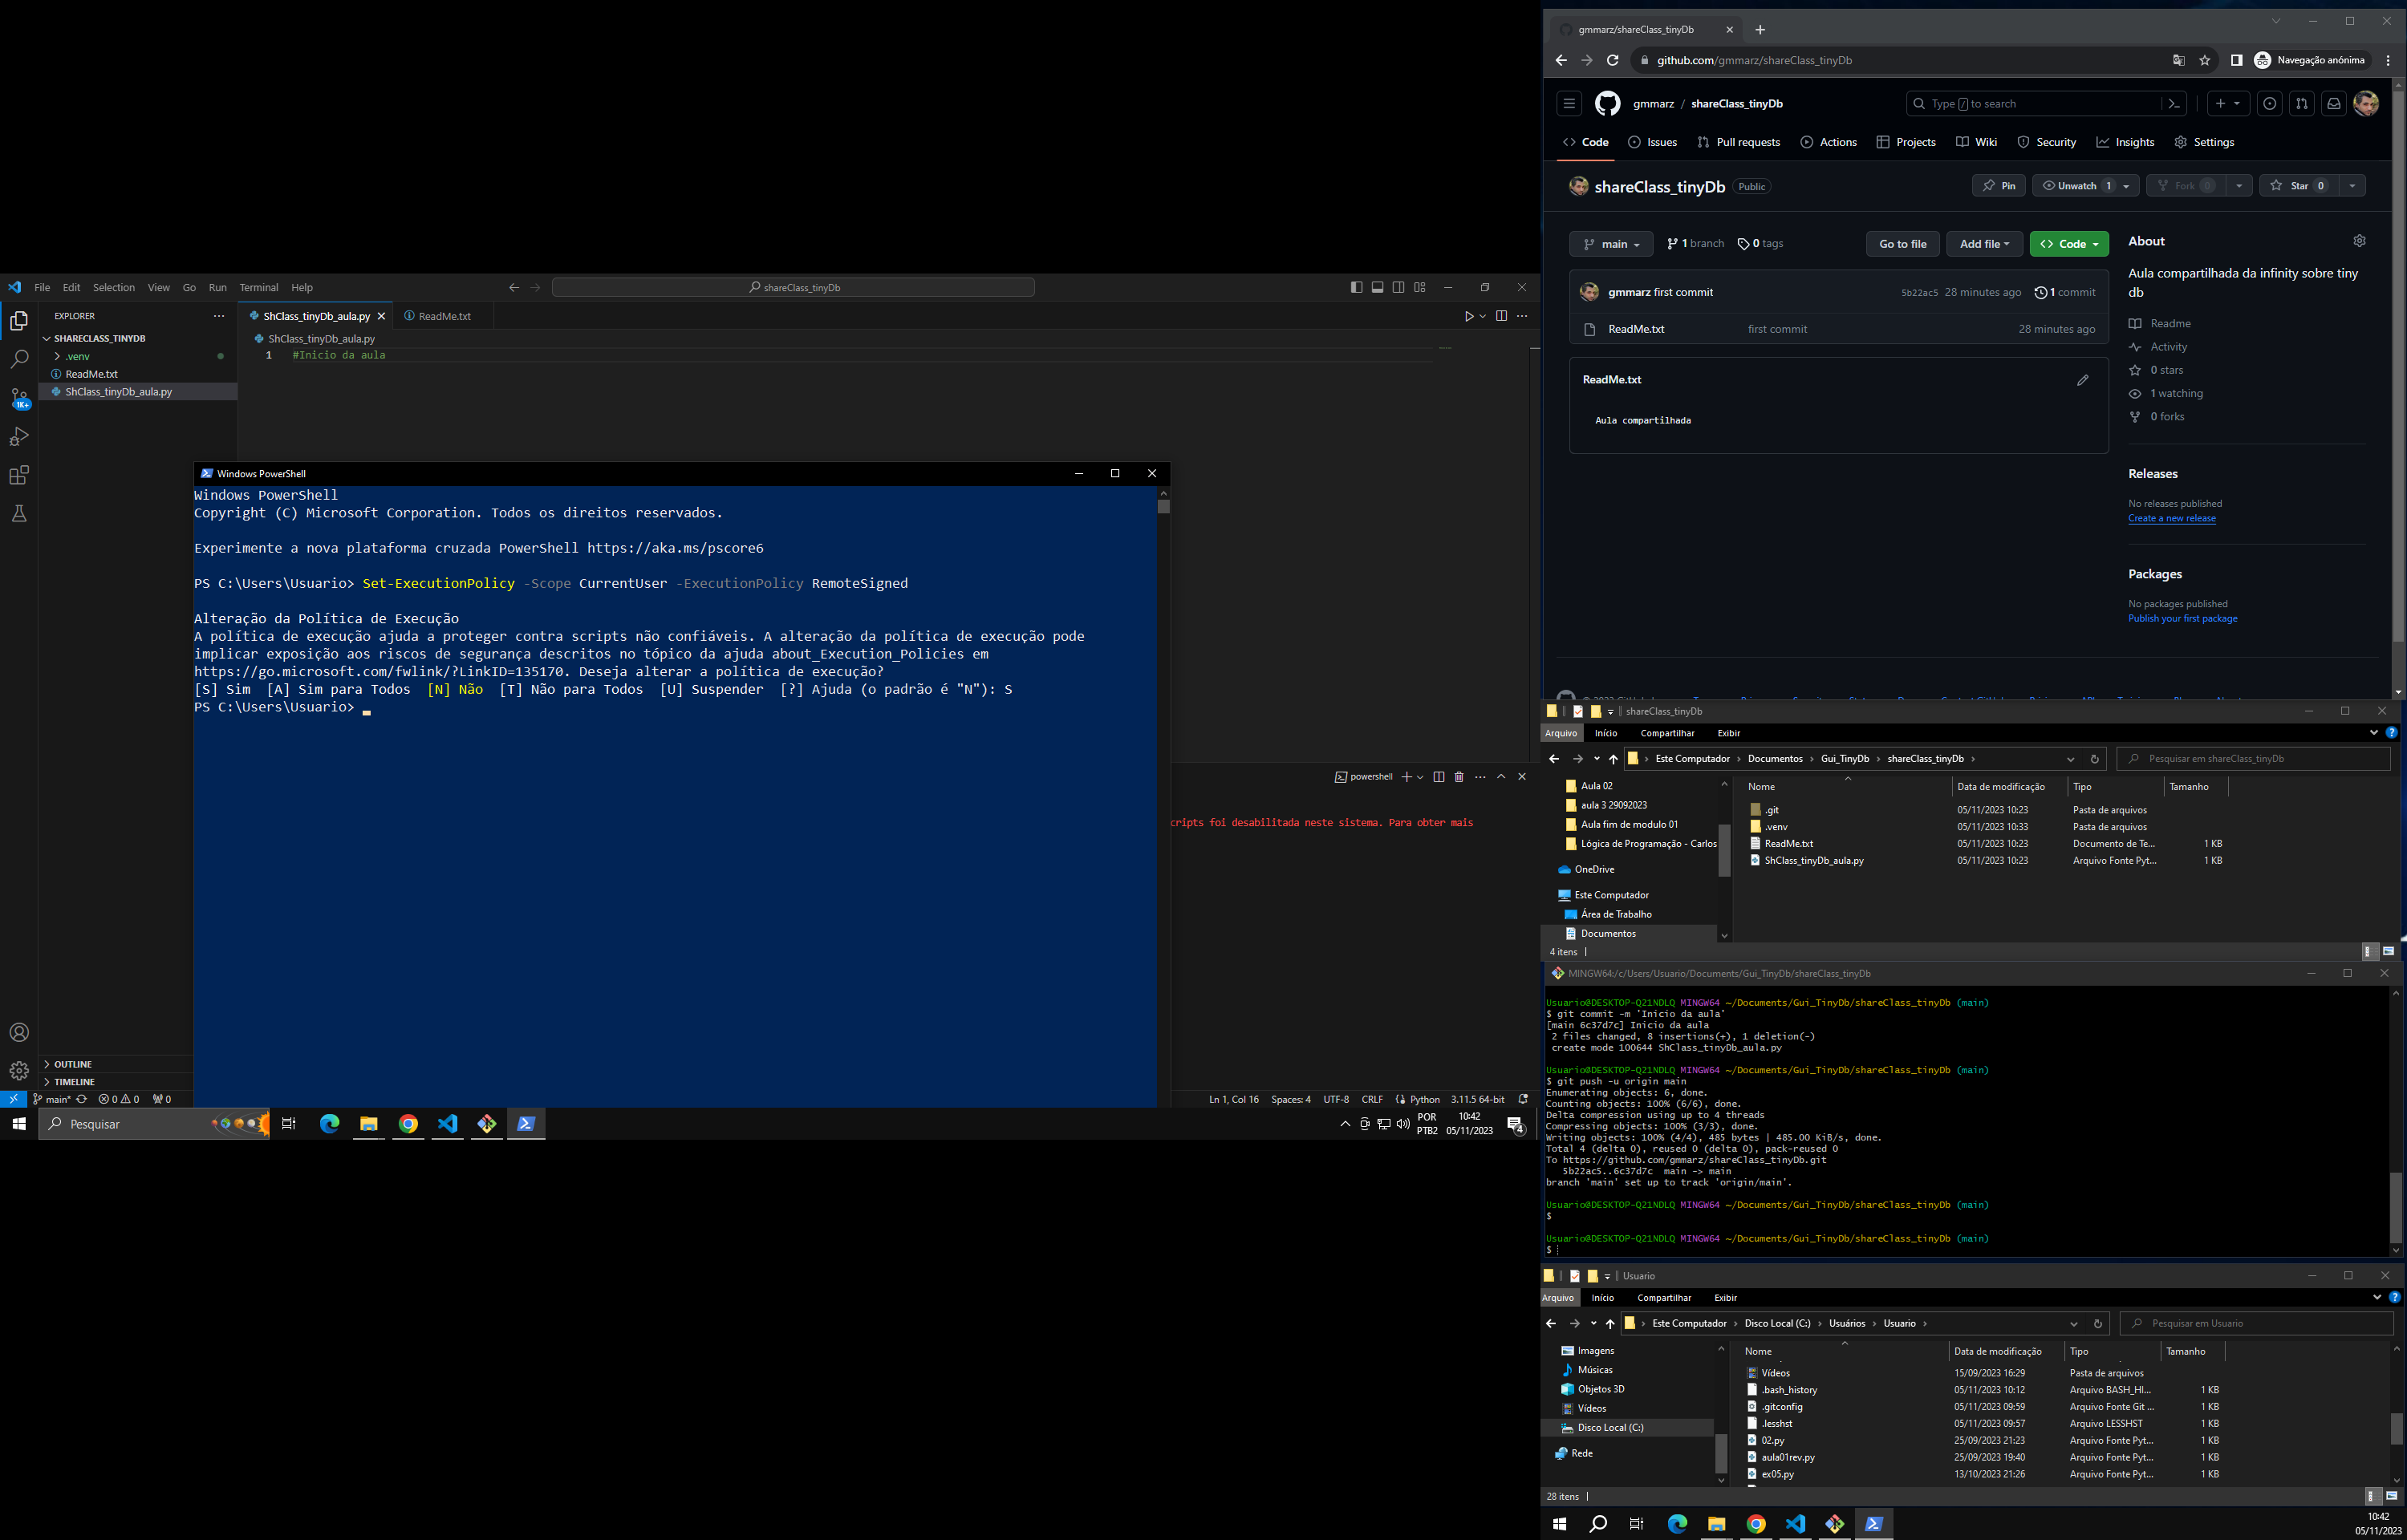 File Edit Selection View Go Run Terminal Help
shareClass_tinyDb
EXPLORER
SHARECLASS_TINYDB
.venv
ReadMe.txt
ShClass_tinyDb_aula.py
1K+
ShClass_tinyDb_aula.py
ReadMe.txt
ShClass_tinyDb_aula.py
1 #Inicio da aula
Windows PowerShell
Windows PowerShell
Copyright (C) Microsoft Corporation. Todos os direitos reservados.
Experimente a nova plataforma cruzada PowerShell https://aka.ms/pscore6
PS C:\Users\Usuario> Set-ExecutionPolicy -Scope CurrentUser -ExecutionPolicy RemoteSigned
Alteração da Política de Execução
A política de execução ajuda a proteger contra scripts não confiáveis. A alteração da política de execução pode
implicar exposição aos riscos de segurança descritos no tópico da ajuda about_Execution_Policies em
https://go.microsoft.com/fwlink/?LinkID=135170. Deseja alterar a política de execução?
[S] Sim [A] Sim para Todos [N] Não [T] Não para Todos [U] Suspender [?] Ajuda (o padrão é "N"): S
PS C:\Users\Usuario>
powershell
cripts foi desabilitada neste sistema. Para obter mais
OUTLINE
TIMELINE
main* 0 0 0
Ln 1, Col 16 Spaces: 4 UTF-8 CRLF Python 3.11.5 64-bit
Pesquisar
POR
PTB2
10:42
05/11/2023
4
gmmarz/shareClass_tinyDb
github.com/gmmarz/shareClass_tinyDb
Navegação anónima
gmmarz / shareClass_tinyDb
Type / to search
Code Issues Pull requests Actions Projects Wiki Security Insights Settings
shareClass_tinyDb Public
Pin Unwatch 1 Fork 0 Star 0
main 1 branch 0 tags Go to file Add file Code
gmmarz first commit 5b22ac5 28 minutes ago 1 commit
ReadMe.txt first commit 28 minutes ago
ReadMe.txt
Aula compartilhada
About
Aula compartilhada da infinity sobre tiny
db
Readme
Activity
0 stars
1 watching
0 forks
Releases
No releases published
Create a new release
Packages
No packages published
Publish your first package
shareClass_tinyDb
Arquivo Início Compartilhar Exibir
Este Computador Documentos Gui_TinyDb shareClass_tinyDb
Pesquisar em shareClass_tinyDb
Aula 02
aula 3 29092023
Aula fim de modulo 01
Lógica de Programação - Carlos
OneDrive
Este Computador
Área de Trabalho
Documentos
Nome Data de modificação Tipo Tamanho
.git 05/11/2023 10:23 Pasta de arquivos
.venv 05/11/2023 10:33 Pasta de arquivos
ReadMe.txt 05/11/2023 10:23 Documento de Te... 1 KB
ShClass_tinyDb_aula.py 05/11/2023 10:23 Arquivo Fonte Pyt... 1 KB
4 itens
MINGW64:/c/Users/Usuario/Documents/Gui_TinyDb/shareClass_tinyDb
Usuario@DESKTOP-Q21NDLQ MINGW64 ~/Documents/Gui_TinyDb/shareClass_tinyDb (main)
$ git commit -m 'Inicio da aula'
[main 6c37d7c] Inicio da aula
2 files changed, 8 insertions(+), 1 deletion(-)
create mode 100644 ShClass_tinyDb_aula.py
Usuario@DESKTOP-Q21NDLQ MINGW64 ~/Documents/Gui_TinyDb/shareClass_tinyDb (main)
$ git push -u origin main
Enumerating objects: 6, done.
Counting objects: 100% (6/6), done.
Delta compression using up to 4 threads
Compressing objects: 100% (3/3), done.
Writing objects: 100% (4/4), 485 bytes | 485.00 KiB/s, done.
Total 4 (delta 0), reused 0 (delta 0), pack-reused 0
To https://github.com/gmmarz/shareClass_tinyDb.git
5b22ac5..6c37d7c main -> main
branch 'main' set up to track 'origin/main'.
Usuario@DESKTOP-Q21NDLQ MINGW64 ~/Documents/Gui_TinyDb/shareClass_tinyDb (main)
$
Usuario@DESKTOP-Q21NDLQ MINGW64 ~/Documents/Gui_TinyDb/shareClass_tinyDb (main)
$
Usuario
Arquivo Início Compartilhar Exibir
Este Computador Disco Local (C:) Usuários Usuario
Pesquisar em Usuario
Imagens
Músicas
Objetos 3D
Vídeos
Disco Local (C:)
Rede
Nome Data de modificação Tipo Tamanho
Vídeos 15/09/2023 16:29 Pasta de arquivos
.bash_history 05/11/2023 10:12 Arquivo BASH_HI... 1 KB
.gitconfig 05/11/2023 09:59 Arquivo Fonte Git ... 1 KB
.lesshst 05/11/2023 09:57 Arquivo LESSHST 1 KB
02.py 25/09/2023 21:23 Arquivo Fonte Pyt... 1 KB
aula01rev.py 25/09/2023 19:40 Arquivo Fonte Pyt... 1 KB
ex05.py 13/10/2023 21:26 Arquivo Fonte Pyt... 1 KB
28 itens
10:42
05/11/2023